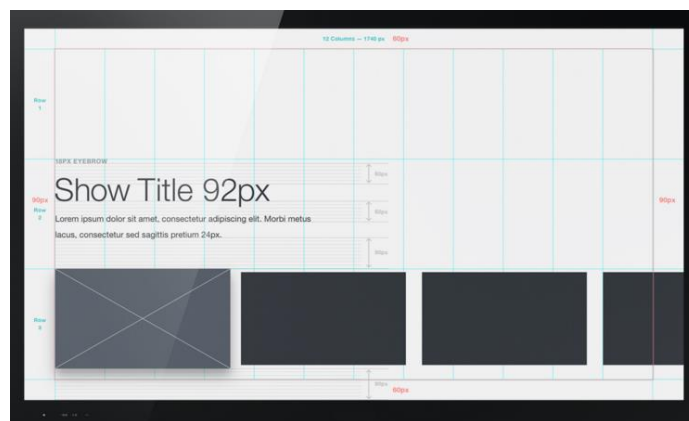 12 Columns — 1740 px 60px
Row
1
18PX EYEBROW
Show Title 92px
90px
Row
2
90px
Lorem ipsum dolor sit amet, consectetur adipiscing elit. Morbi metus
lacus, consectetur sed sagittis pretium 24px.
Row
3
60px